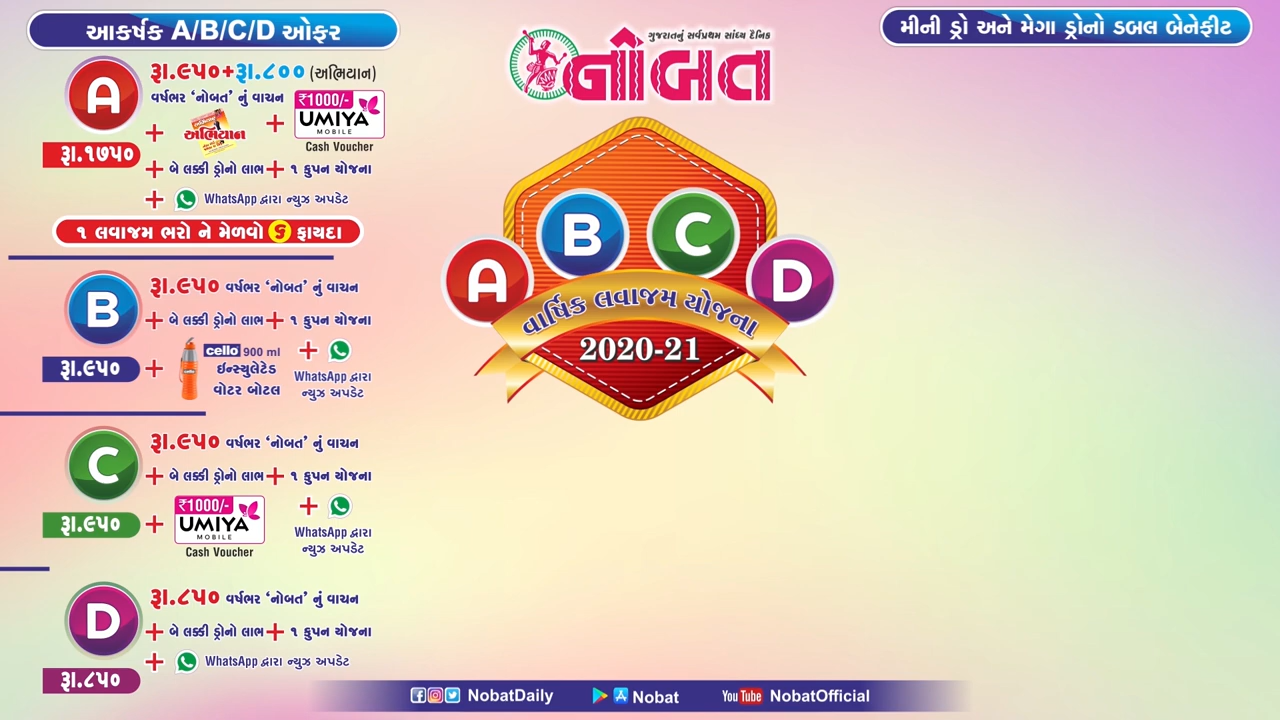 આકર્ષક A/B/C/D ઓફર
A
રૂા.૯૫૦+રૂા.૮૦૦ (અભિયાન)
વર્ષભર ‘નોબત’ નું વાચન
+ અભિયાન +
₹1000/-
UMIYA
MOBILE
Cash Voucher
રૂા.૧૭૫૦
+ બે લક્કી ડ્રોનો લાભ + ૧ કુપન યોજના
+ WhatsApp દ્વારા ન્યુઝ અપડેટ
૧ લવાજમ ભરો ને મેળવો ૬ ફાયદા
B
રૂા.૯૫૦ વર્ષભર ‘નોબત’ નું વાચન
+ બે લક્કી ડ્રોનો લાભ + ૧ કુપન યોજના
રૂા.૯૫૦
+ cello 900 ml
ઈન્સ્યુલેટેડ
વોટર બોટલ
+
WhatsApp દ્વારા
ન્યુઝ અપડેટ
C
રૂા.૯૫૦ વર્ષભર ‘નોબત’ નું વાચન
+ બે લક્કી ડ્રોનો લાભ + ૧ કુપન યોજના
રૂા.૯૫૦
+ ₹1000/-
UMIYA
MOBILE
Cash Voucher
+
WhatsApp દ્વારા
ન્યુઝ અપડેટ
D
રૂા.૮૫૦ વર્ષભર ‘નોબત’ નું વાચન
+ બે લક્કી ડ્રોનો લાભ + ૧ કુપન યોજના
+ WhatsApp દ્વારા ન્યુઝ અપડેટ
રૂા.૮૫૦
ગુજરાતનું સર્વપ્રથમ સાંધ્ય દૈનિક
નોબત
A B C D
વાર્ષિક લવાજમ યોજના
2020-21
મીની ડ્રો અને મેગા ડ્રોનો ડબલ બેનેફીટ
NobatDaily Nobat YouTube NobatOfficial